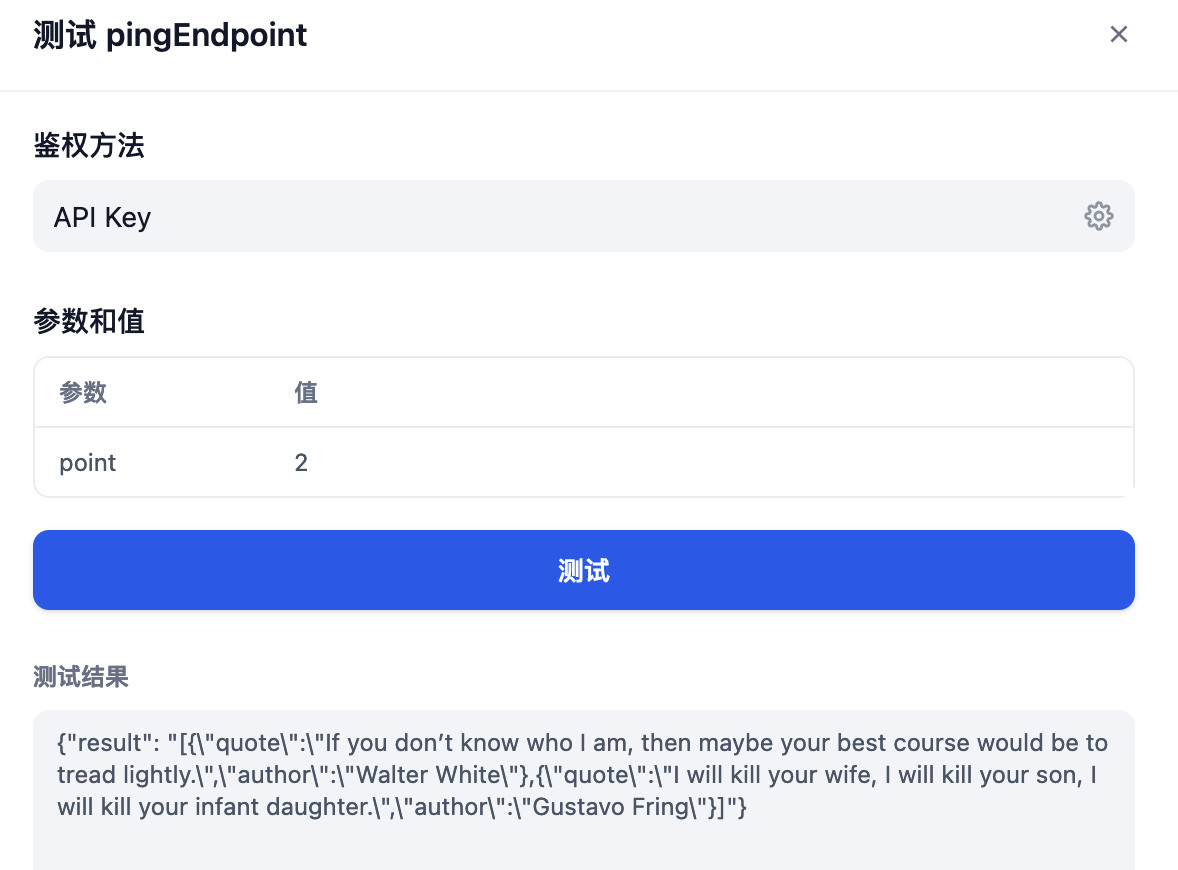 测试 pingEndpoint
鉴权方法
API Key
参数和值
参数 值
point 2
测试
测试结果
{"result": "[{\"quote\":\"If you don’t know who I am, then maybe your best course would be to
tread lightly.\",\"author\":\"Walter White\"},{\"quote\":\"I will kill your wife, I will kill your son, I
will kill your infant daughter.\",\"author\":\"Gustavo Fring\"}]"}